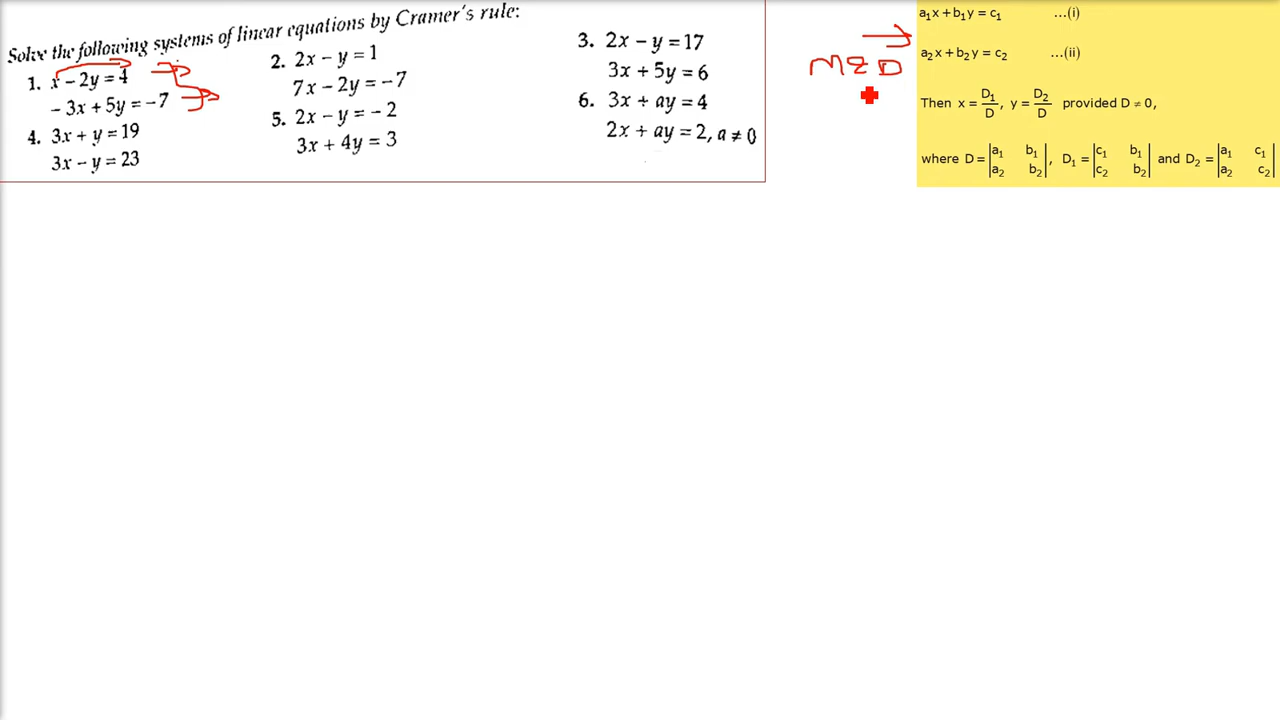 Solve the following systems of linear equations by Cramer's rule:
1. x − 2y = 4
− 3x + 5y = −7
2. 2x − y = 1
7x − 2y = −7
3. 2x − y = 17
3x + 5y = 6
4. 3x + y = 19
3x − y = 23
5. 2x − y = − 2
3x + 4y = 3
6. 3x + ay = 4
2x + ay = 2, a ≠ 0
M&D
a₁x + b₁y = c₁ ...(i)
a₂x + b₂y = c₂ ...(ii)
Then x = D₁/D, y = D₂/D provided D ≠ 0,
where D = |a₁ b₁|, D₁ = |c₁ b₁| and D₂ = |a₁ c₁|
|a₂ b₂| |c₂ b₂| |a₂ c₂|